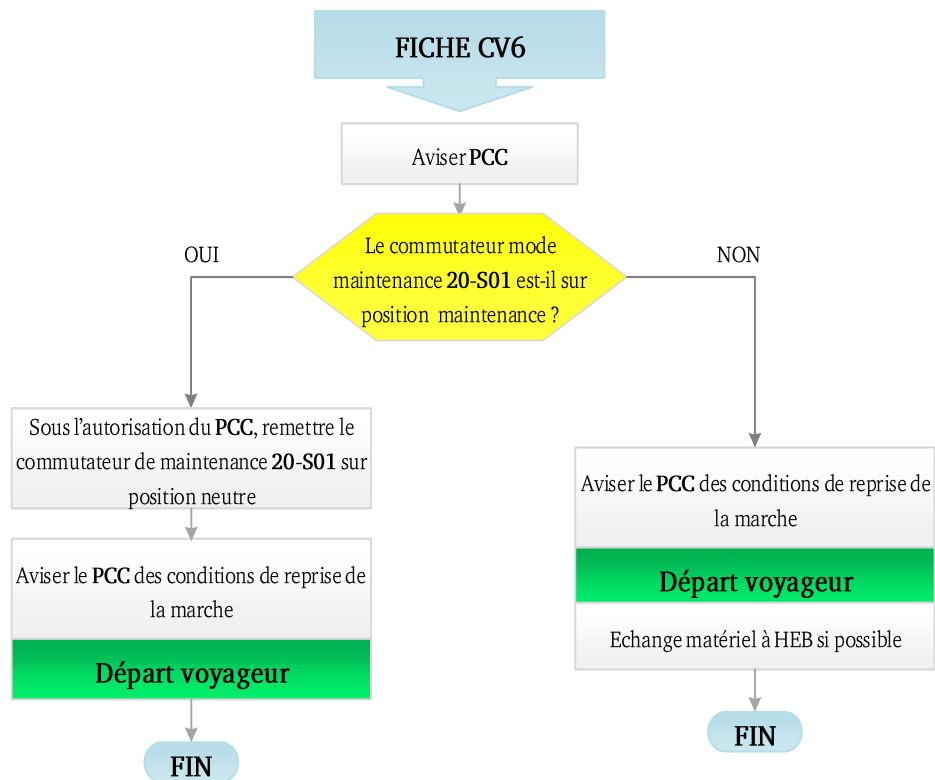 FICHE CV6
Aviser PCC
Le commutateur mode
maintenance 20-S01 est-il sur
position maintenance ?
OUI
NON
Sous l'autorisation du PCC, remettre le
commutateur de maintenance 20-S01 sur
position neutre
Aviser le PCC des conditions de reprise de
la marche
Départ voyageur
FIN
Aviser le PCC des conditions de reprise de
la marche
Départ voyageur
Echange matériel à HEB si possible
FIN